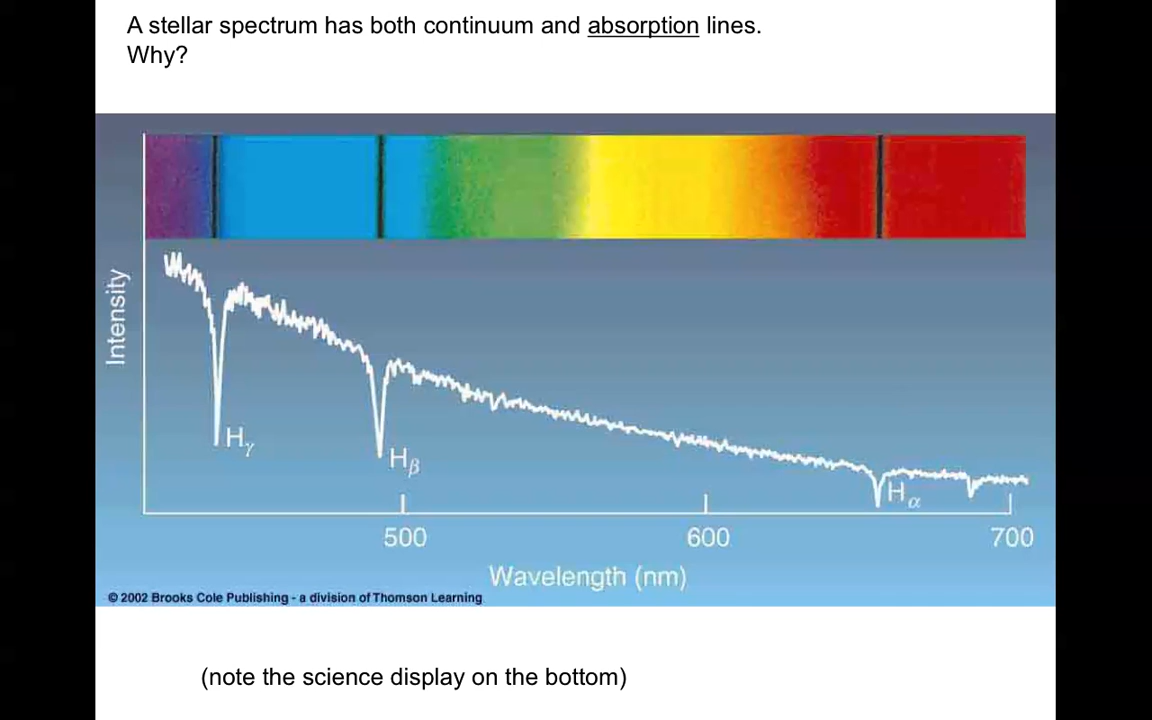 A stellar spectrum has both continuum and absorption lines.
Why?
Intensity
Hγ
Hβ
Hα
500
600
700
Wavelength (nm)
© 2002 Brooks Cole Publishing - a division of Thomson Learning
(note the science display on the bottom)